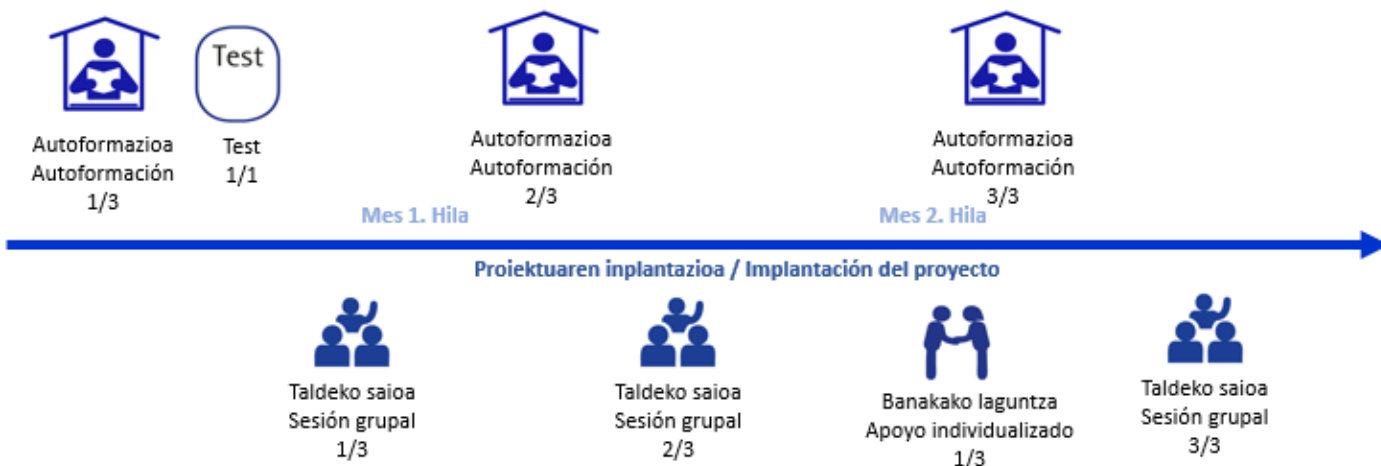 Test
Autoformazioa
Autoformación
1/3
Test
1/1
Autoformazioa
Autoformación
2/3
Autoformazioa
Autoformación
3/3
Mes 1. Hila
Mes 2. Hila
Proiektuaren inplantazioa / Implantación del proyecto
Taldeko saioa
Sesión grupal
1/3
Taldeko saioa
Sesión grupal
2/3
Banakako laguntza
Apoyo individualizado
1/3
Taldeko saioa
Sesión grupal
3/3